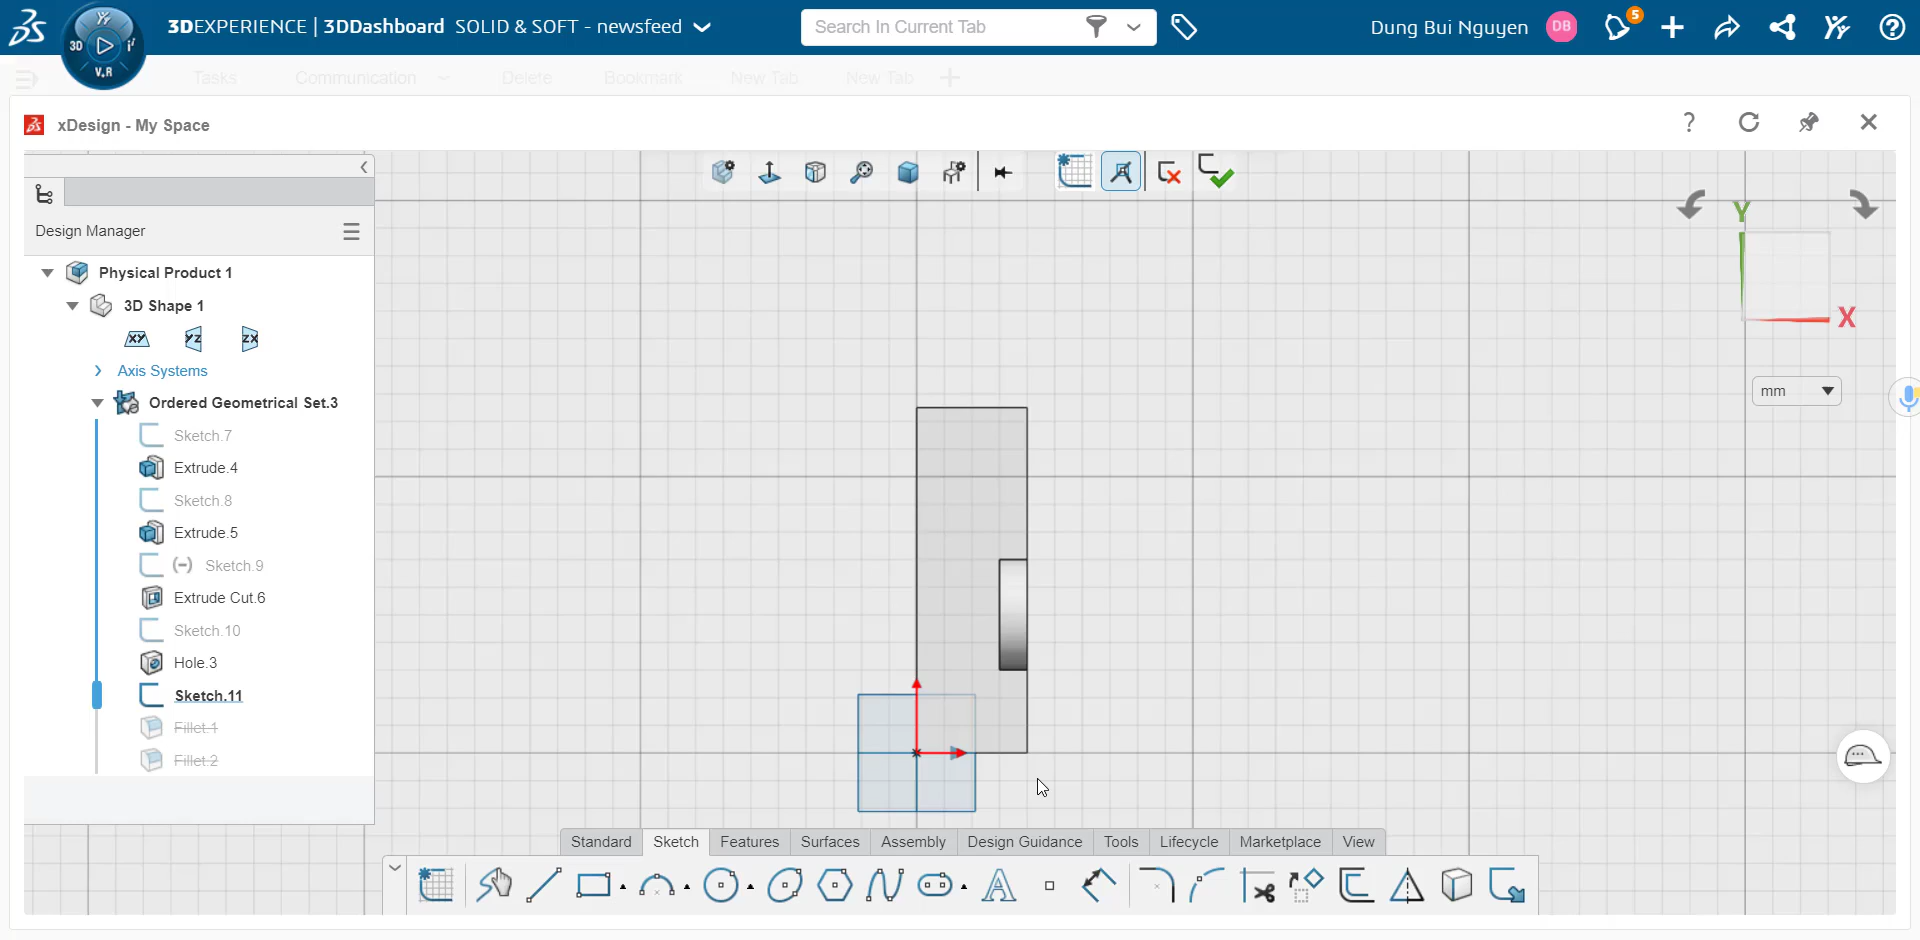 3DEXPERIENCE | 3DDashboard SOLID & SOFT - newsfeed
Search In Current Tab
Dung Bui Nguyen
DB
5
3D
V.R
Tasks
Communication
Delete
Bookmark
New Tab
New Tab
xDesign - My Space
Design Manager
Physical Product 1
3D Shape 1
XY
YZ
ZX
Axis Systems
Ordered Geometrical Set.3
Sketch.7
Extrude.4
Sketch.8
Extrude.5
(-) Sketch.9
Extrude Cut.6
Sketch.10
Hole.3
Sketch.11
Fillet.1
Fillet.2
Y
X
mm
Standard
Sketch
Features
Surfaces
Assembly
Design Guidance
Tools
Lifecycle
Marketplace
View